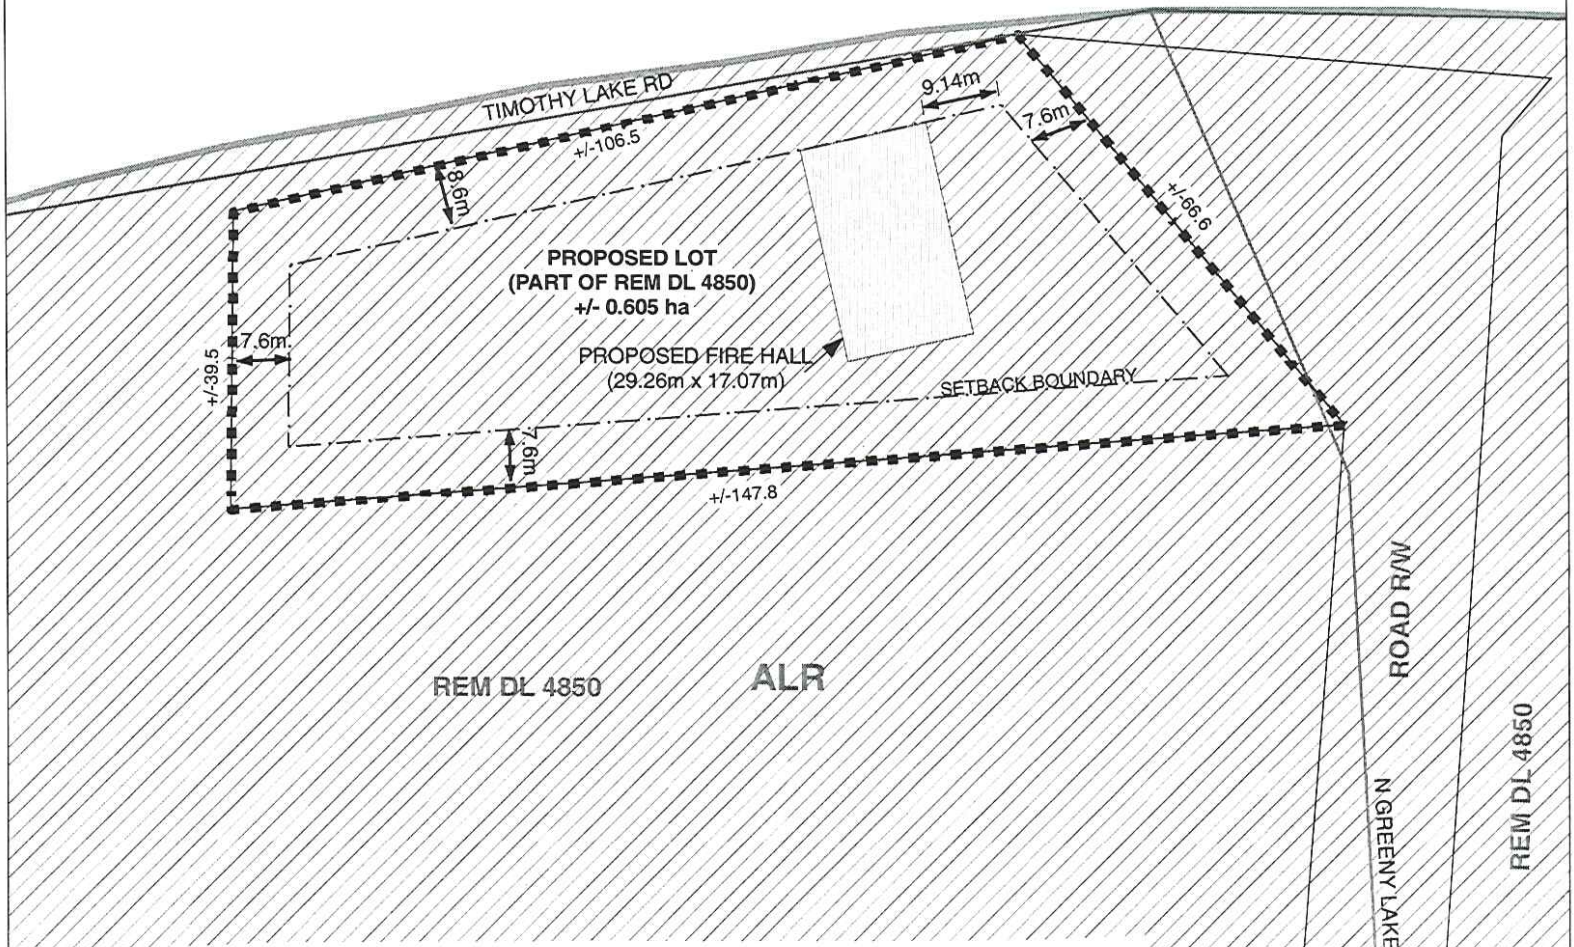 TIMOTHY LAKE RD
9.14m
7.6m
+/-106.5
8.6m
+/-66.6
PROPOSED LOT
(PART OF REM DL 4850)
+/- 0.605 ha
7.6m
+/-39.5
PROPOSED FIRE HALL
(29.26m x 17.07m)
SETBACK BOUNDARY
7.6m
+/-147.8
ROAD R/W
REM DL 4850
ALR
REM DL 4850
N GREENY LAKE